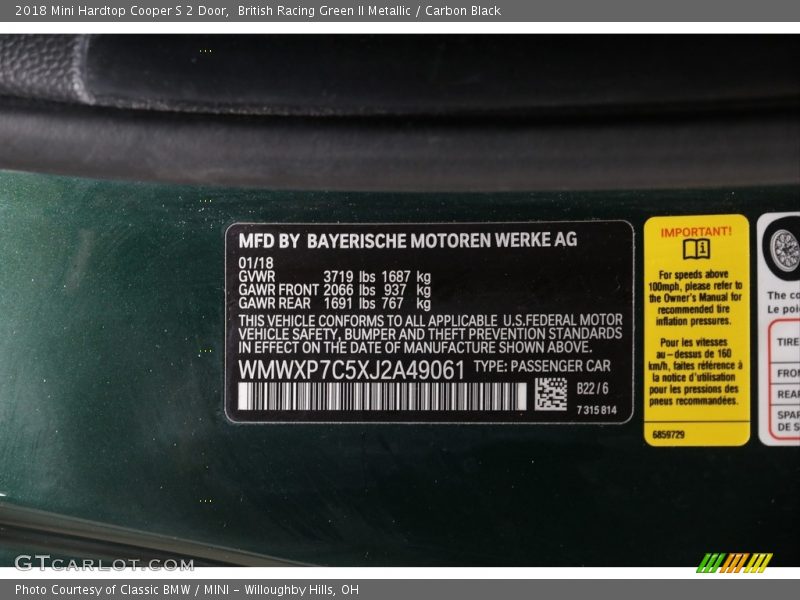 2018 Mini Hardtop Cooper S 2 Door,  British Racing Green II Metallic / Carbon Black
MFD BY BAYERISCHE MOTOREN WERKE AG
01/18
GVWR 3719 lbs 1687 kg
GAWR FRONT 2066 lbs 937 kg
GAWR REAR 1691 lbs 767 kg
THIS VEHICLE CONFORMS TO ALL APPLICABLE U.S.FEDERAL MOTOR
VEHICLE SAFETY, BUMPER AND THEFT PREVENTION STANDARDS
IN EFFECT ON THE DATE OF MANUFACTURE SHOWN ABOVE.
WMWXP7C5XJ2A49061 TYPE: PASSENGER CAR
B22 / 6
7 315 814
IMPORTANT!
For speeds above
100mph, please refer to
the Owner's Manual for
recommended tire
inflation pressures.
Pour les vitesses
au-dessus de 160
km/h, faites référence à
la notice d'utilisation
pour les pressions des
pneus recommandées.
6859729
The
Le
TIRE
DE
GTCARLOT.COM
Photo Courtesy of Classic BMW / MINI - Willoughby Hills, OH